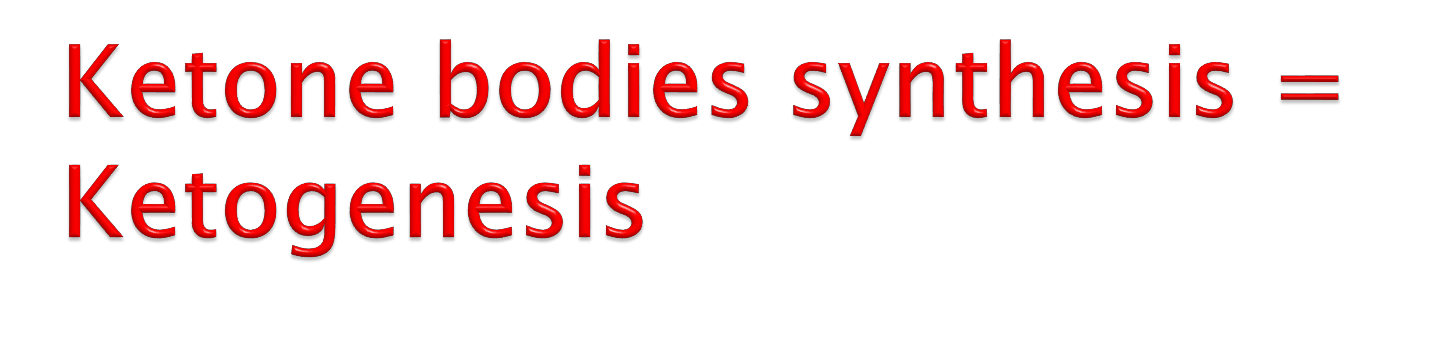 Ketone bodies synthesis =
Ketogenesis